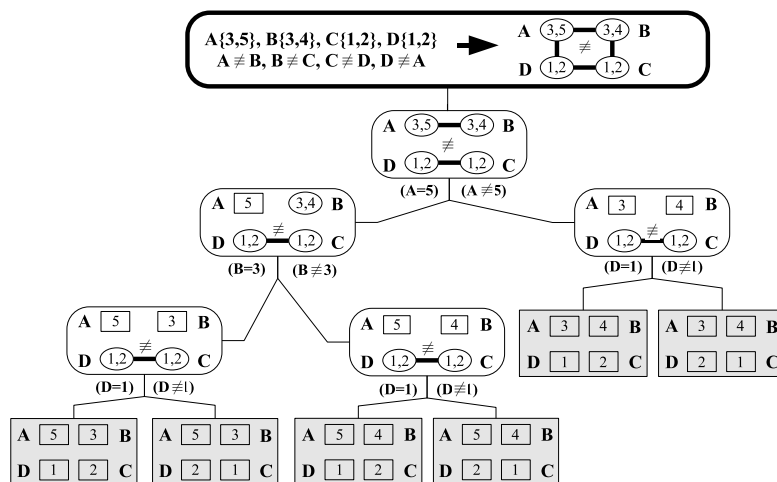 A{3,5}, B{3,4}, C{1,2}, D{1,2}
A ≢ B, B ≢ C, C ≢ D, D ≢ A
A 3,5 3,4 B
≢
D 1,2 1,2 C
A 3,5 3,4 B
≢
D 1,2 1,2 C
(A=5) (A≢5)
A 5 3,4 B
≢
D 1,2 1,2 C
(B=3) (B≢3)
A 3 4 B
≢
D 1,2 1,2 C
(D=1) (D≢1)
A 5 3 B
≢
D 1,2 1,2 C
(D=1) (D≢1)
A 5 4 B
≢
D 1,2 1,2 C
(D=1) (D≢1)
A 3 4 B
D 1 2 C
A 3 4 B
D 2 1 C
A 5 3 B
D 1 2 C
A 5 3 B
D 2 1 C
A 5 4 B
D 1 2 C
A 5 4 B
D 2 1 C